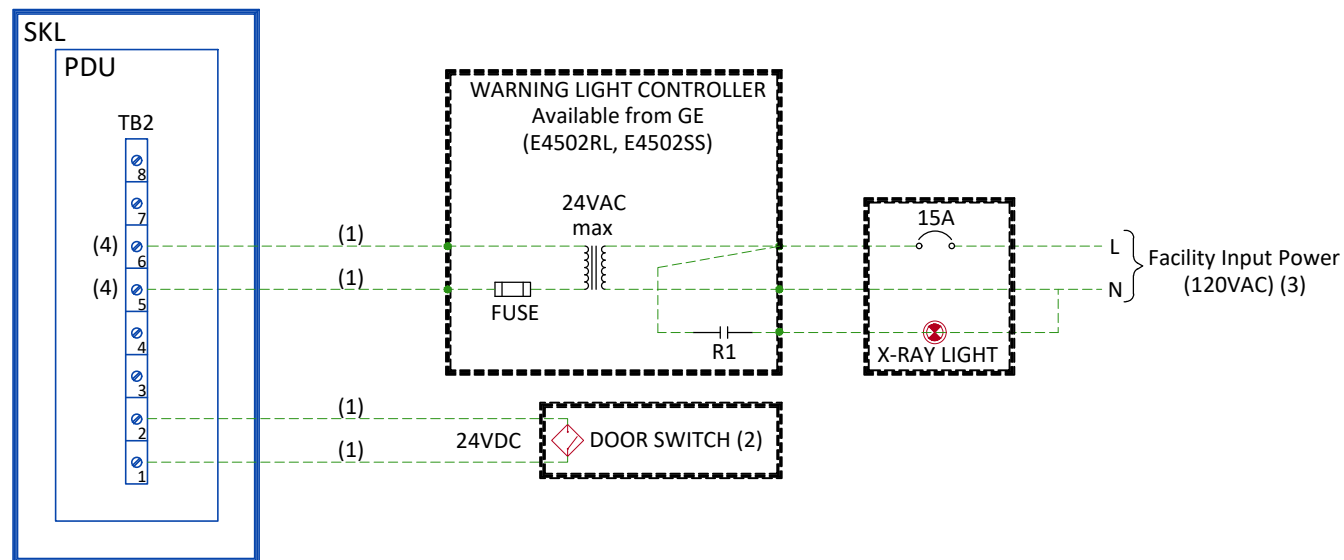 SKL
PDU
TB2
8
7
(4)
6
(4)
5
4
3
2
1
(1)
(1)
(1)
(1)
WARNING LIGHT CONTROLLER
Available from GE
(E4502RL, E4502SS)
24VAC
max
FUSE
R1
24VDC
DOOR SWITCH (2)
15A
X-RAY LIGHT
L
N
Facility Input Power
(120VAC) (3)